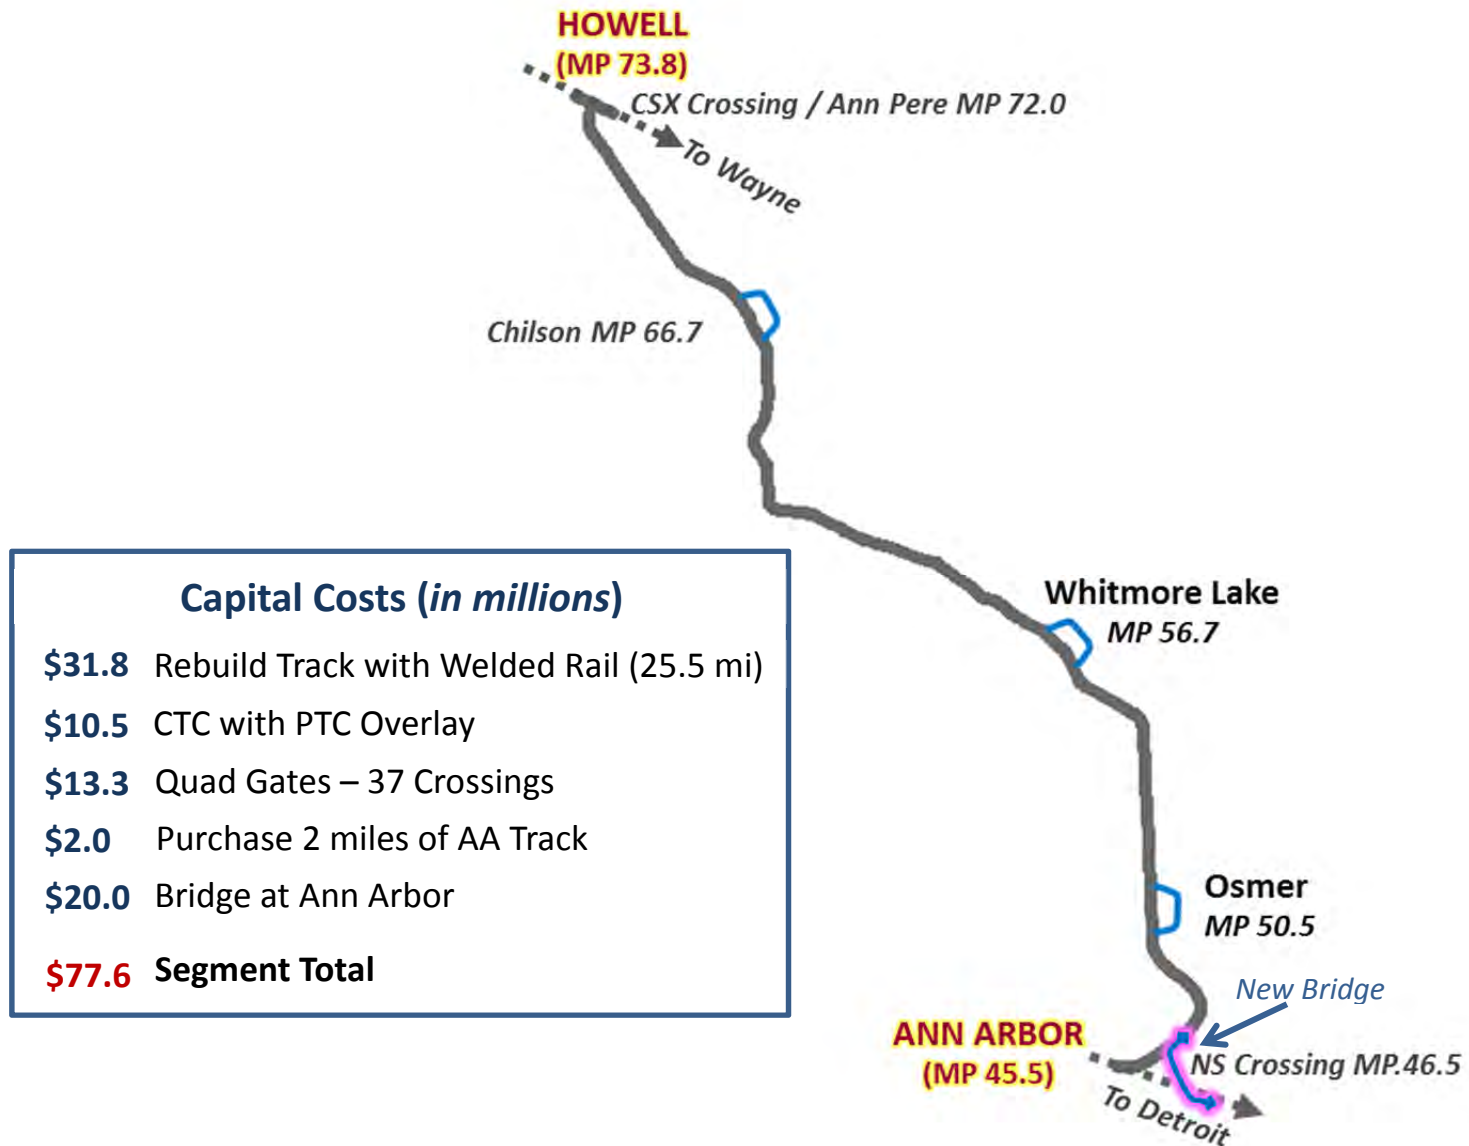 HOWELL
(MP 73.8)
CSX Crossing / Ann Pere MP 72.0
To Wayne
Chilson MP 66.7
Capital Costs (in millions)
$31.8 Rebuild Track with Welded Rail (25.5 mi)
$10.5 CTC with PTC Overlay
$13.3 Quad Gates – 37 Crossings
$2.0 Purchase 2 miles of AA Track
$20.0 Bridge at Ann Arbor
$77.6 Segment Total
Whitmore Lake
MP 56.7
Osmer
MP 50.5
New Bridge
ANN ARBOR
(MP 45.5)
NS Crossing MP.46.5
To Detroit